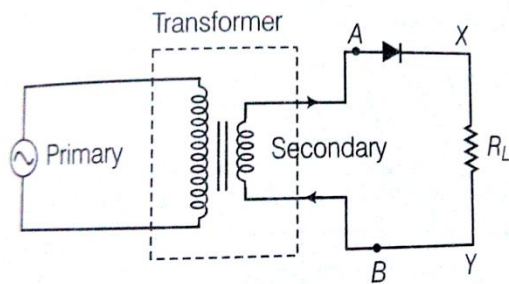 Transformer
A
X
Primary
Secondary
R_L
B
Y